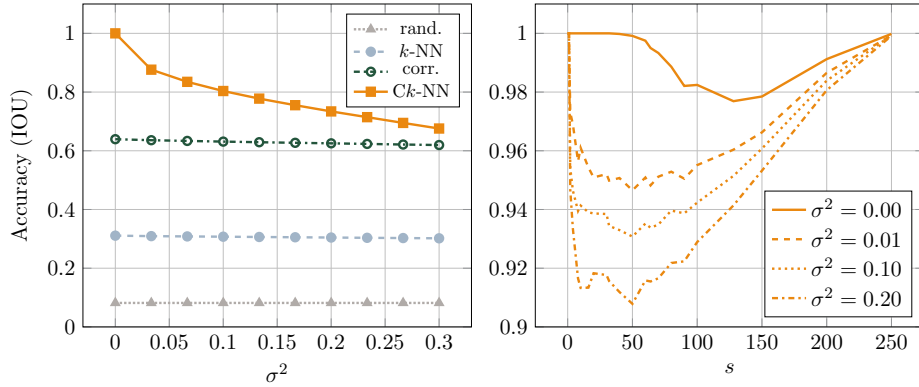 Accuracy (IOU)
1
0.8
0.6
0.4
0.2
0
0 0.05 0.1 0.15 0.2 0.25 0.3
σ²
rand.
k-NN
corr.
Ck-NN
1
0.98
0.96
0.94
0.92
0.9
0 50 100 150 200 250
s
σ² = 0.00
σ² = 0.01
σ² = 0.10
σ² = 0.20